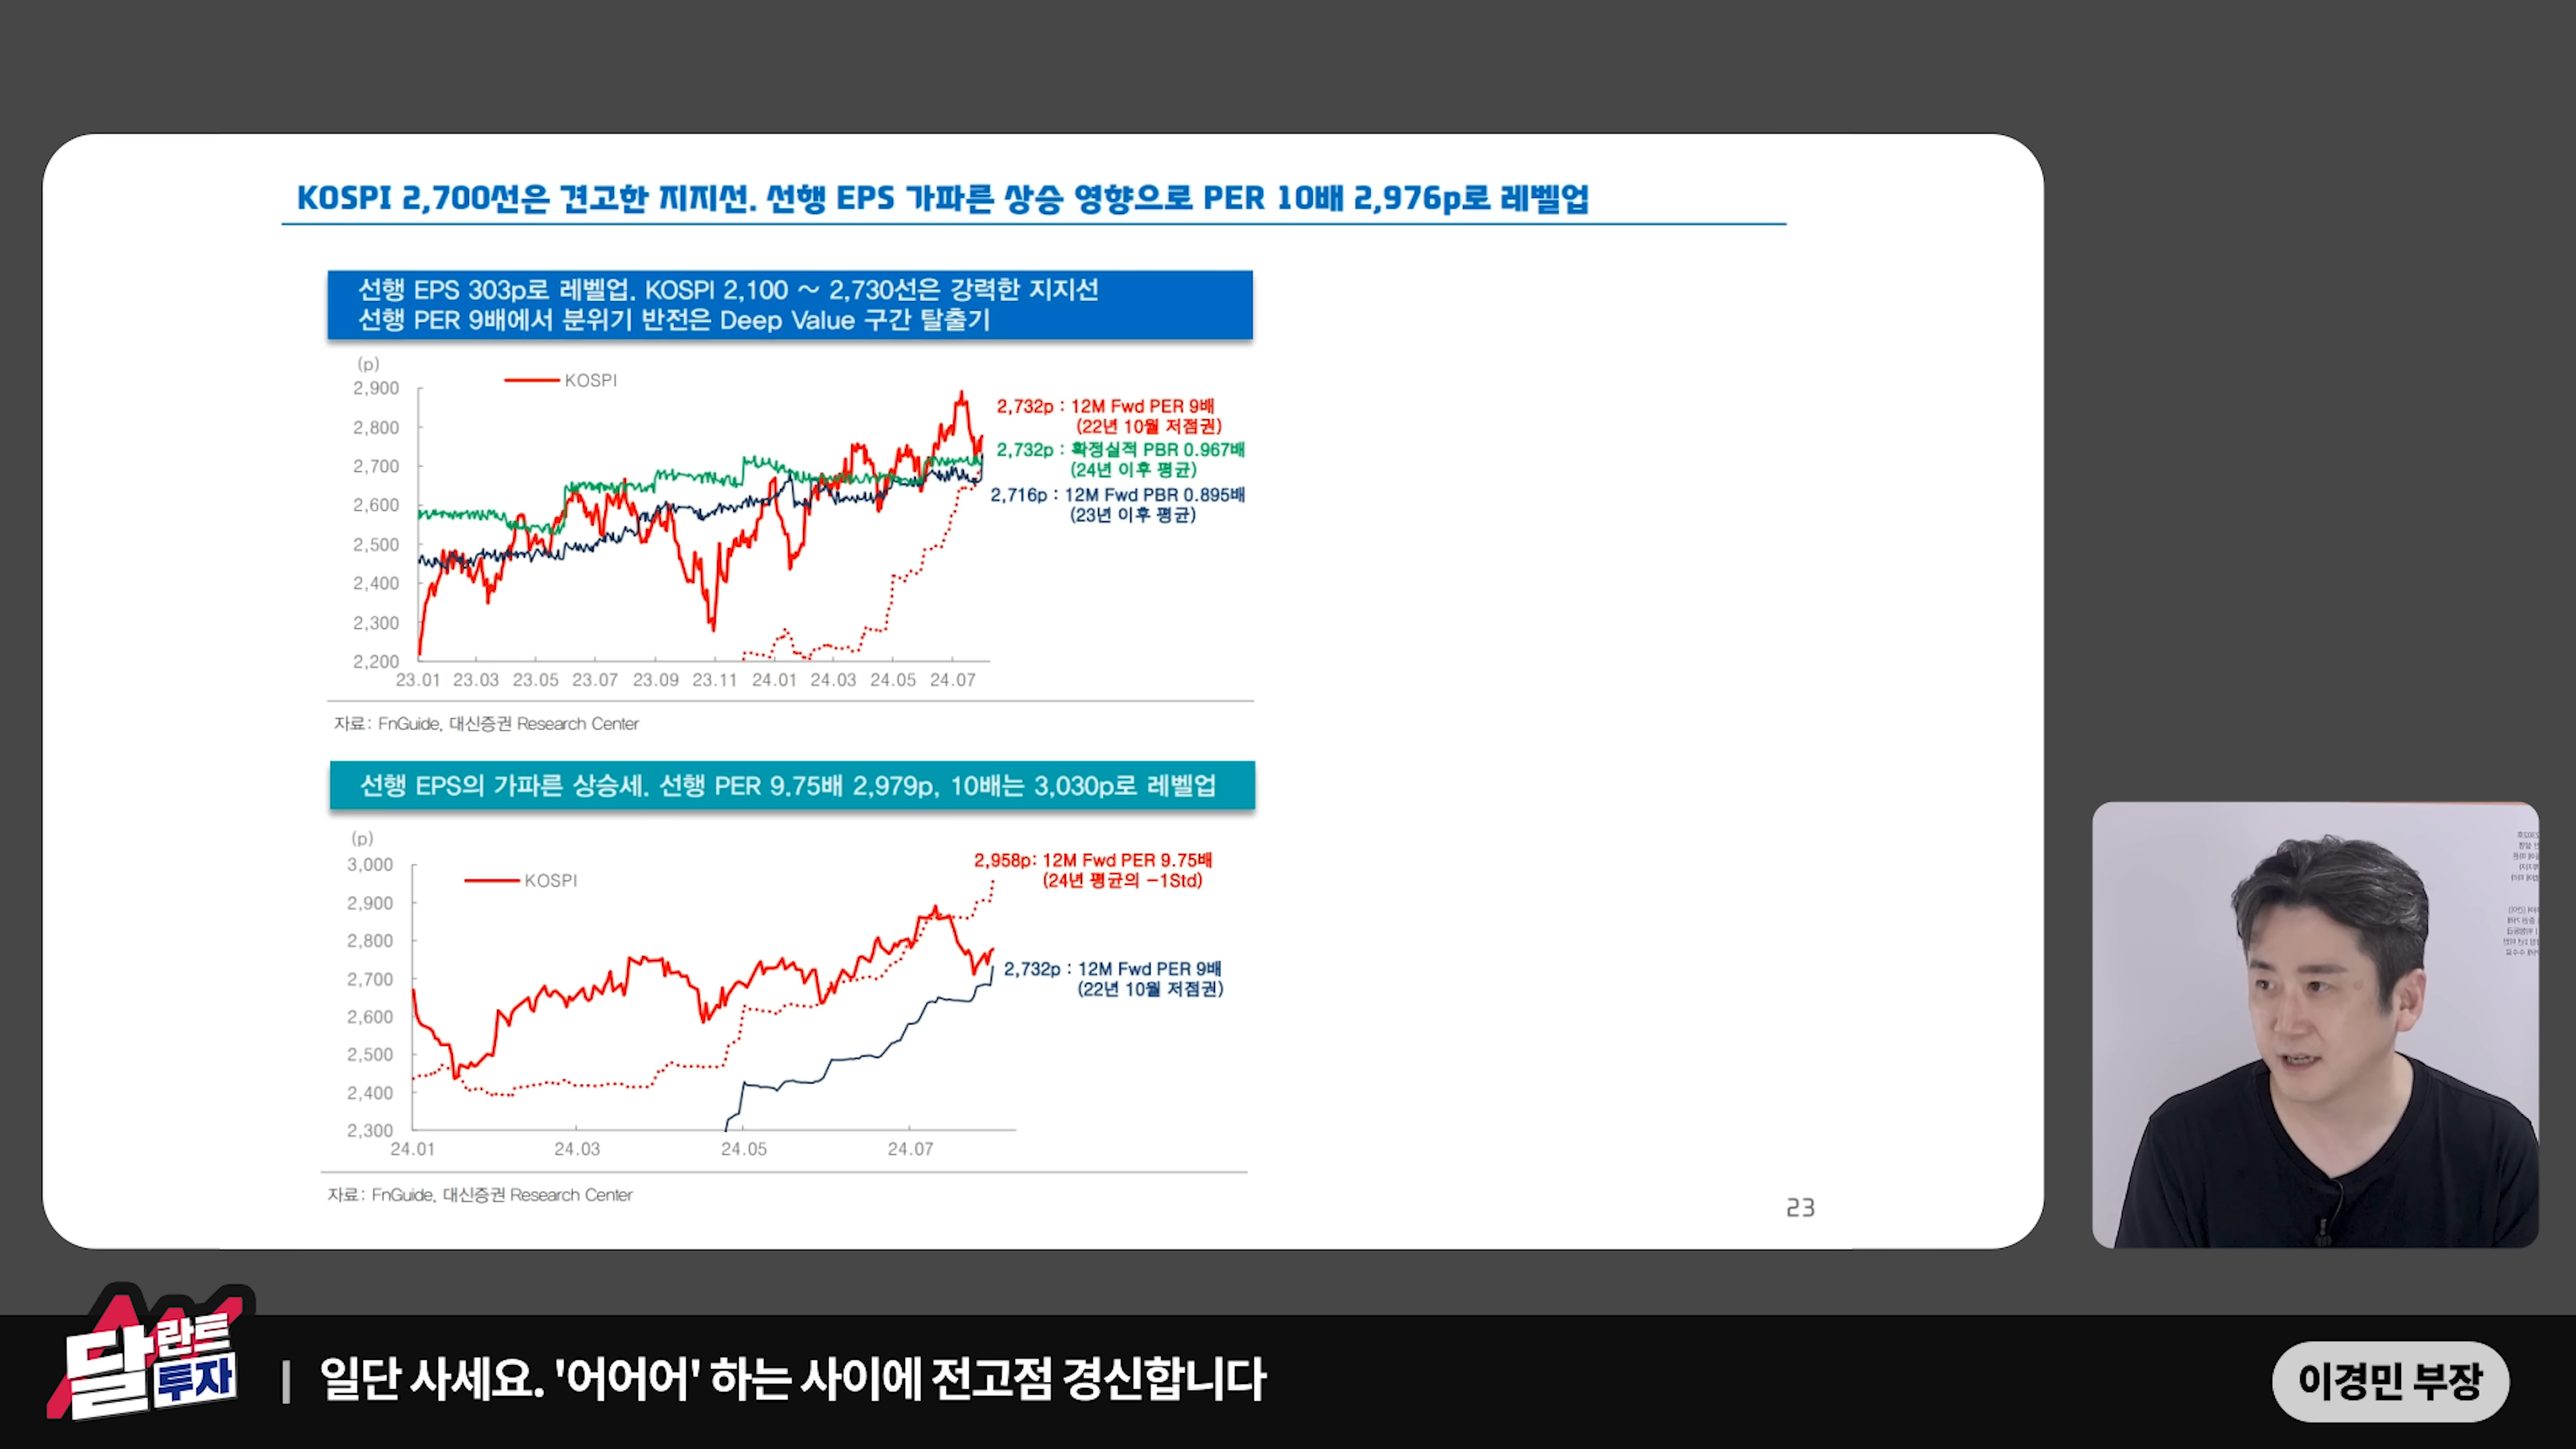 KOSPI 2,700선은 견고한 지지선. 선행 EPS 가파른 상승 영향으로 PER 10배 2,976p로 레벨업
선행 EPS 303p로 레벨업. KOSPI 2,100 ~ 2,730선은 강력한 지지선
선행 PER 9배에서 분위기 반전은 Deep Value 구간 탈출기
(p)
KOSPI
2,900
2,800
2,700
2,600
2,500
2,400
2,300
2,200
23.01 23.03 23.05 23.07 23.09 23.11 24.01 24.03 24.05 24.07
2,732p : 12M Fwd PER 9배
(22년 10월 저점권)
2,732p : 확정실적 PBR 0.967배
(24년 이후 평균)
2,716p : 12M Fwd PBR 0.895배
(23년 이후 평균)
자료: FnGuide, 대신증권 Research Center
선행 EPS의 가파른 상승세. 선행 PER 9.75배 2,979p, 10배는 3,030p로 레벨업
(p)
KOSPI
3,000
2,900
2,800
2,700
2,600
2,500
2,400
2,300
24.01 24.03 24.05 24.07
2,958p: 12M Fwd PER 9.75배
(24년 평균의 -1Std)
2,732p : 12M Fwd PER 9배
(22년 10월 저점권)
자료: FnGuide, 대신증권 Research Center
23
달란트
투자
| 일단 사세요. '어어어' 하는 사이에 전고점 경신합니다
이경민 부장